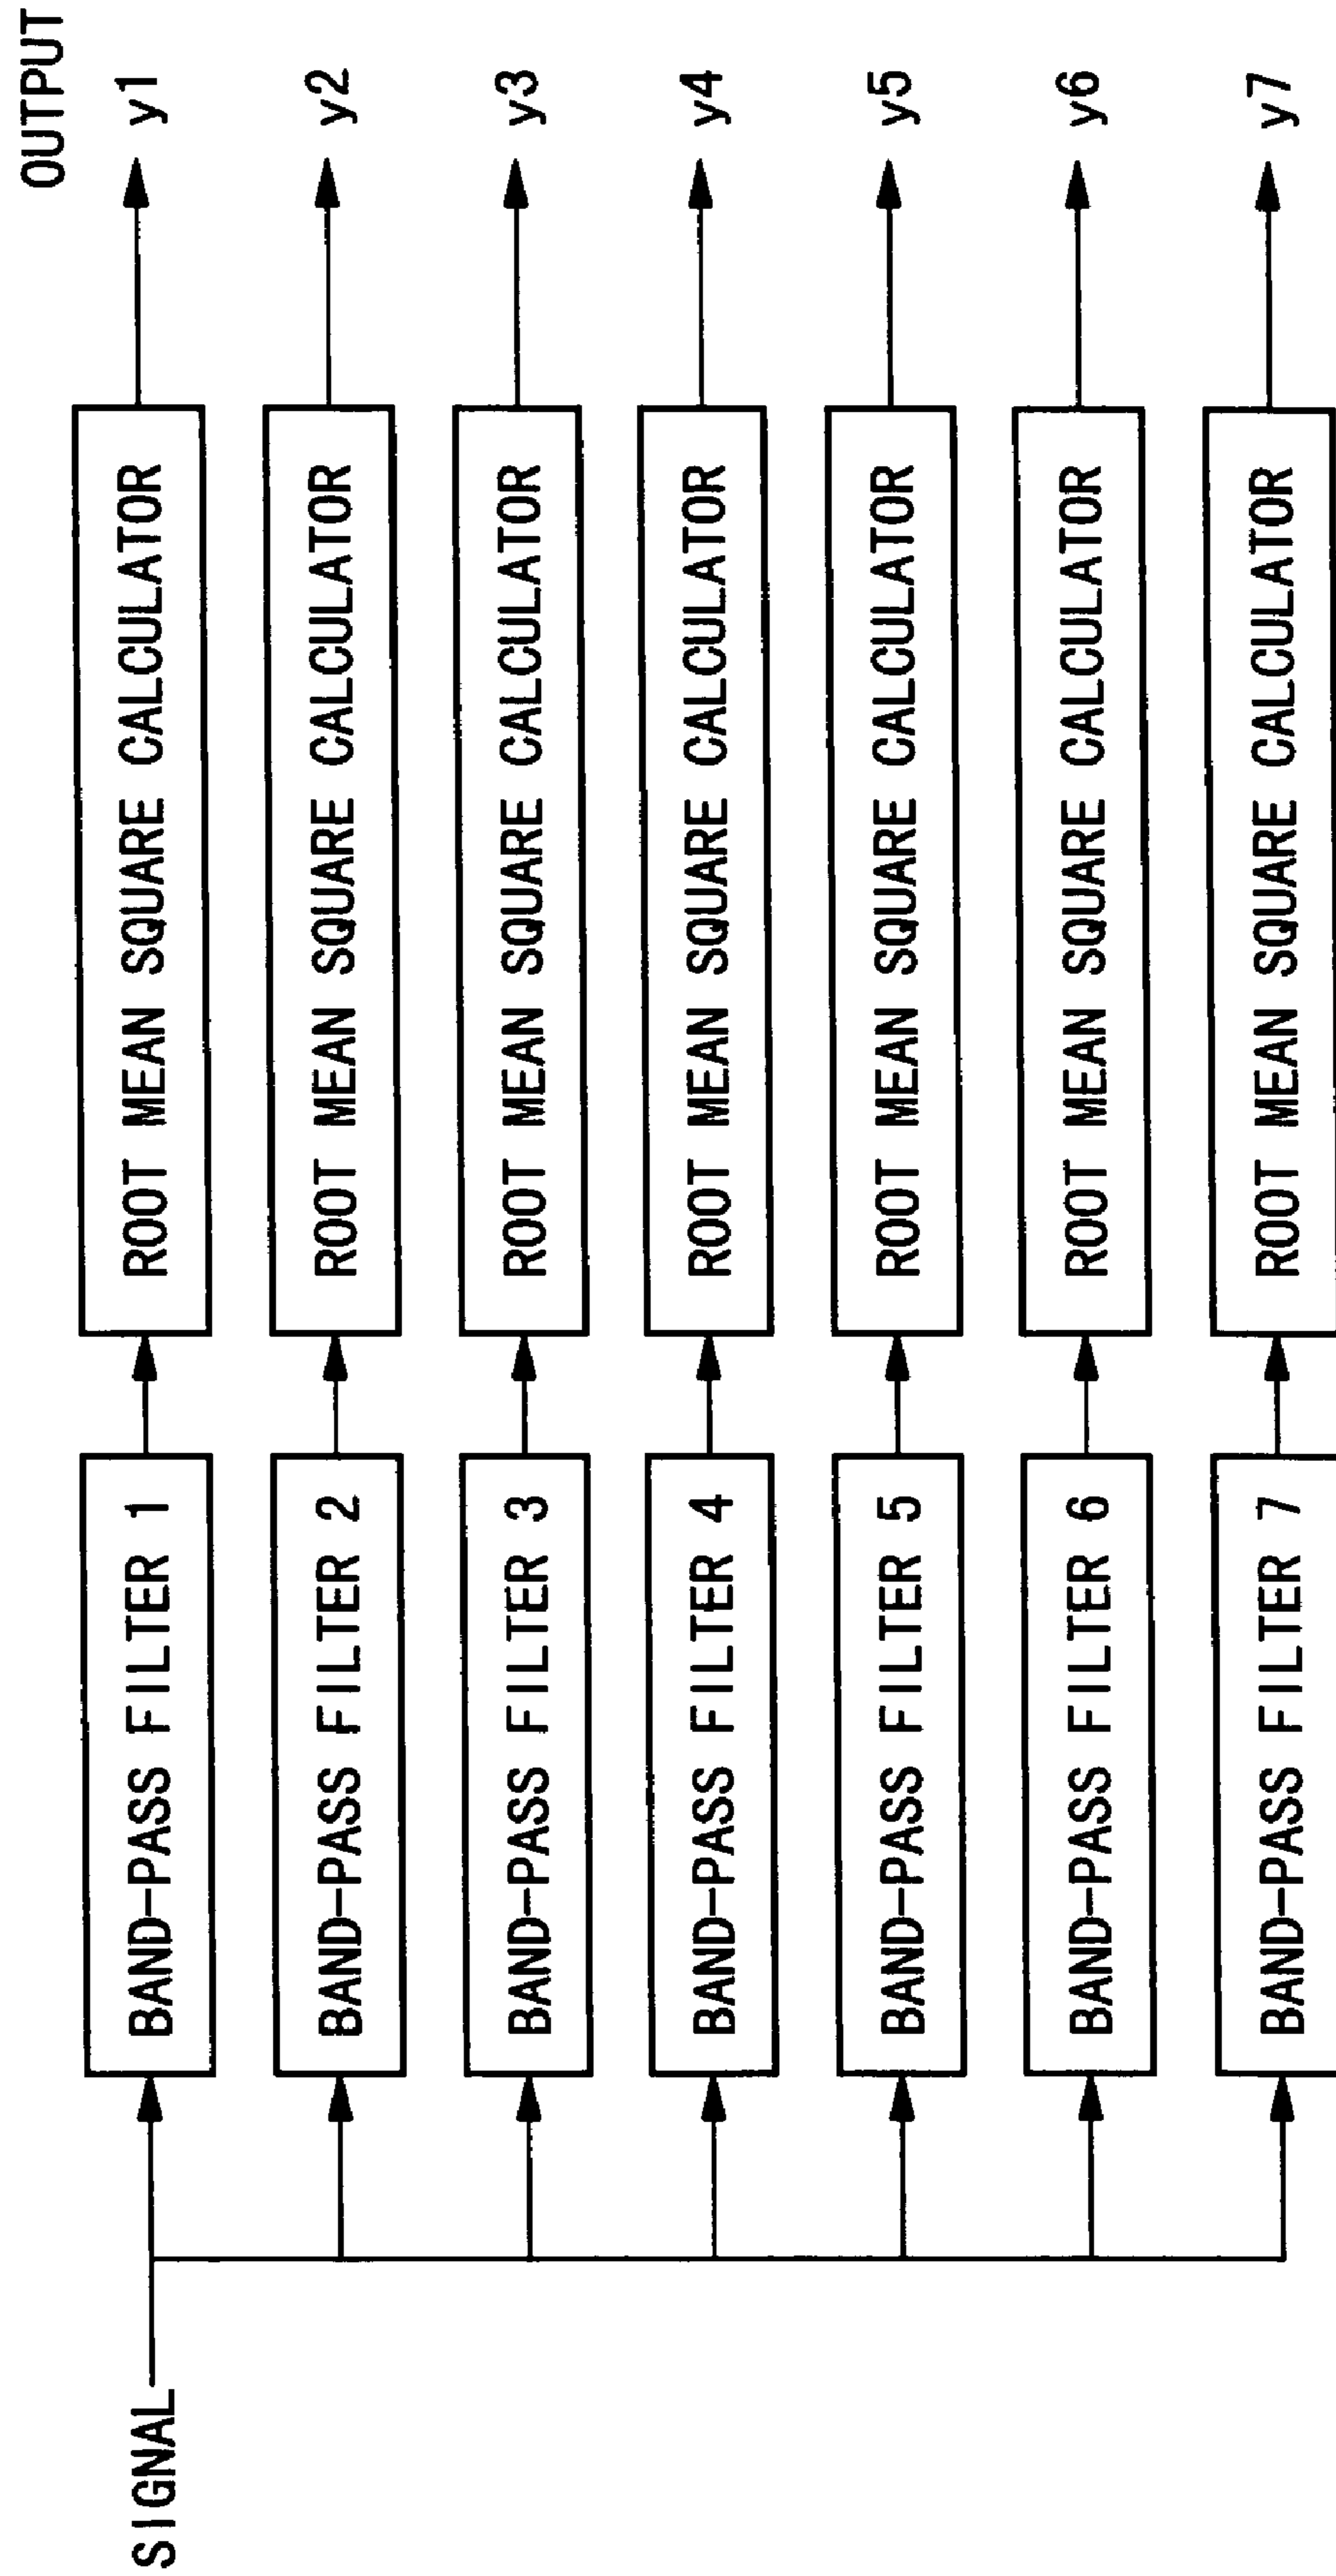 OUTPUT
SIGNAL
BAND-PASS FILTER 1
ROOT MEAN SQUARE CALCULATOR
y1
BAND-PASS FILTER 2
ROOT MEAN SQUARE CALCULATOR
y2
BAND-PASS FILTER 3
ROOT MEAN SQUARE CALCULATOR
y3
BAND-PASS FILTER 4
ROOT MEAN SQUARE CALCULATOR
y4
BAND-PASS FILTER 5
ROOT MEAN SQUARE CALCULATOR
y5
BAND-PASS FILTER 6
ROOT MEAN SQUARE CALCULATOR
y6
BAND-PASS FILTER 7
ROOT MEAN SQUARE CALCULATOR
y7